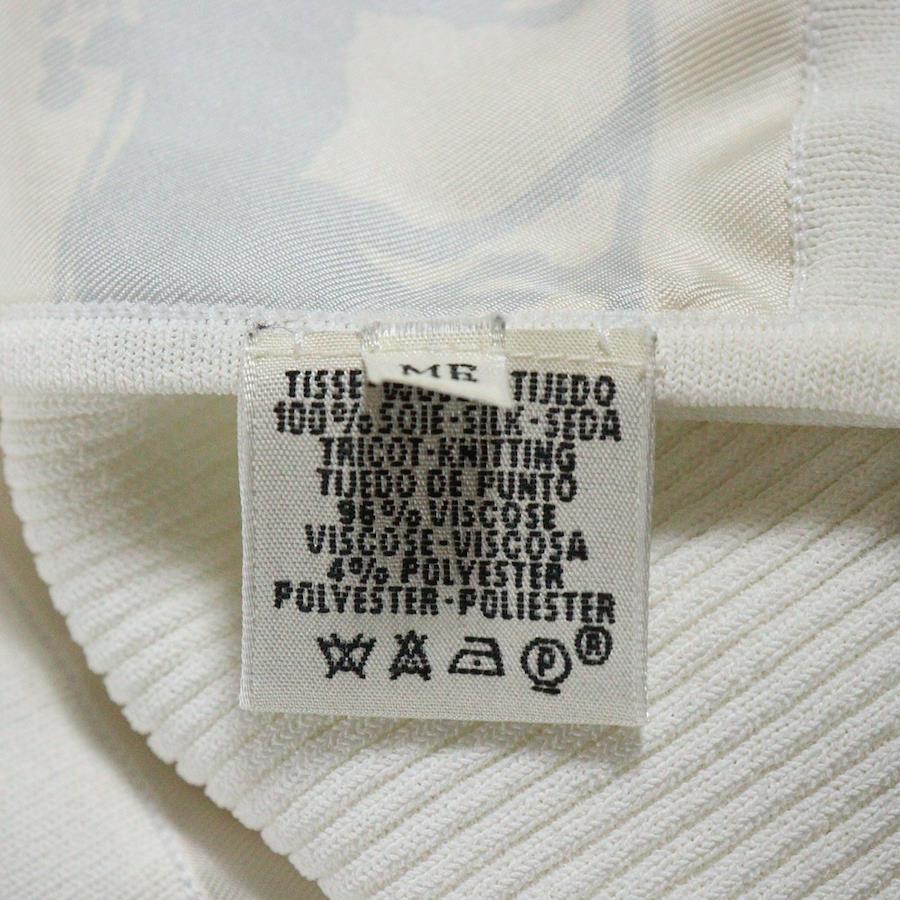 ME
TIJEDO
100% SOIE-SILK-SEDA
TRICOT-KNITTING
TIJEDO DE PUNTO
96% VISCOSE
VISCOSE-VISCOSA
4% POLYESTER
POLYESTER-POLIESTER
P ®